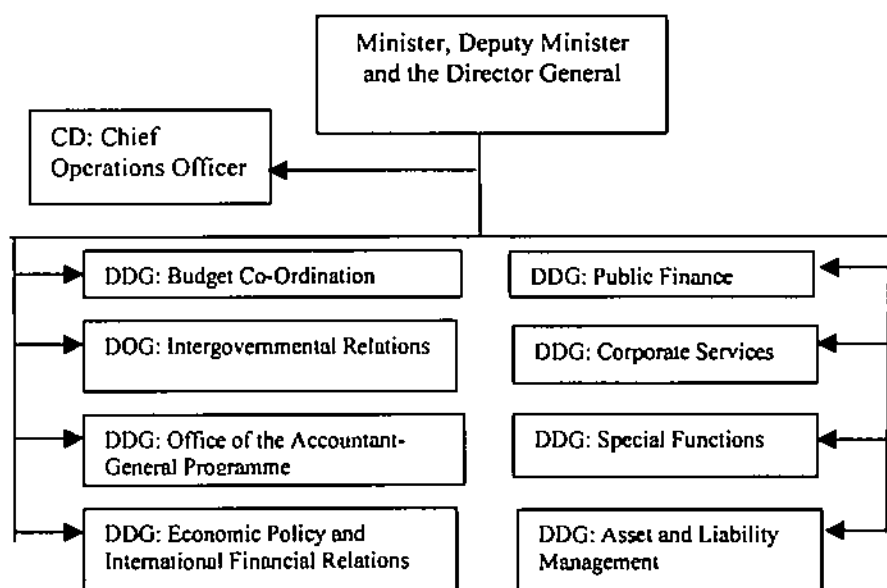 Minister, Deputy Minister
and the Director General
CD: Chief
Operations Officer
DDG: Budget Co-Ordination
DDG: Public Finance
DOG: Intergovernmental Relations
DDG: Corporate Services
DDG: Office of the Accountant-
General Programme
DDG: Special Functions
DDG: Economic Policy and
International Financial Relations
DDG: Asset and Liability
Management